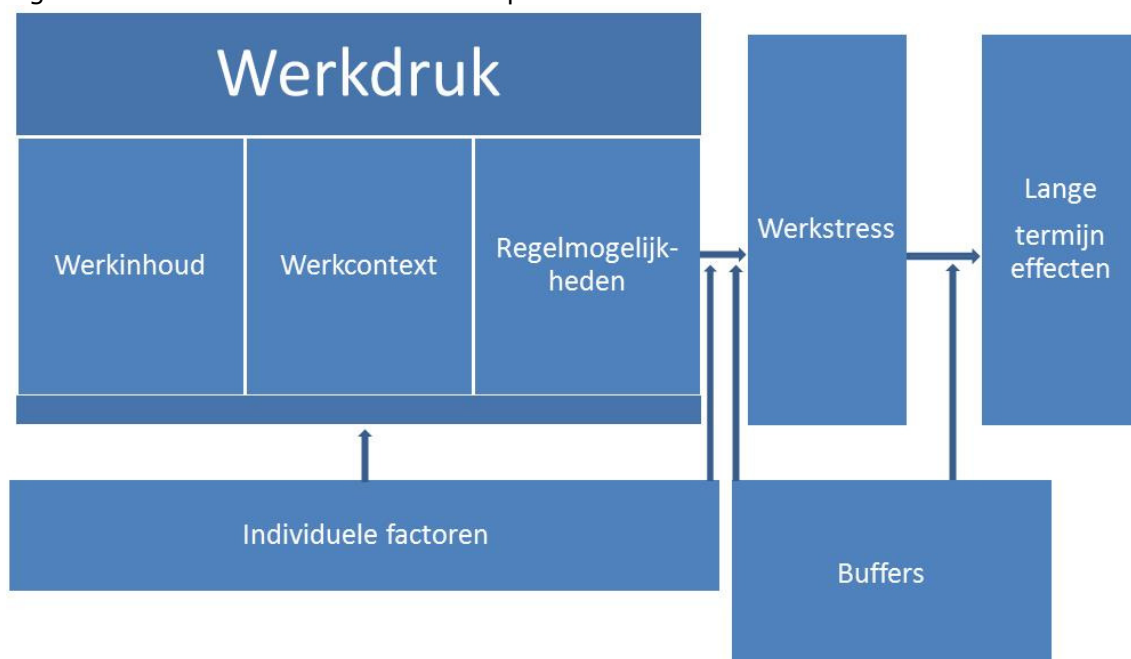 Werkdruk
Werkinhoud
Werkcontext
Regelmogelijk-
heden
Werkstress
Lange
termijn
effecten
Individuele factoren
Buffers